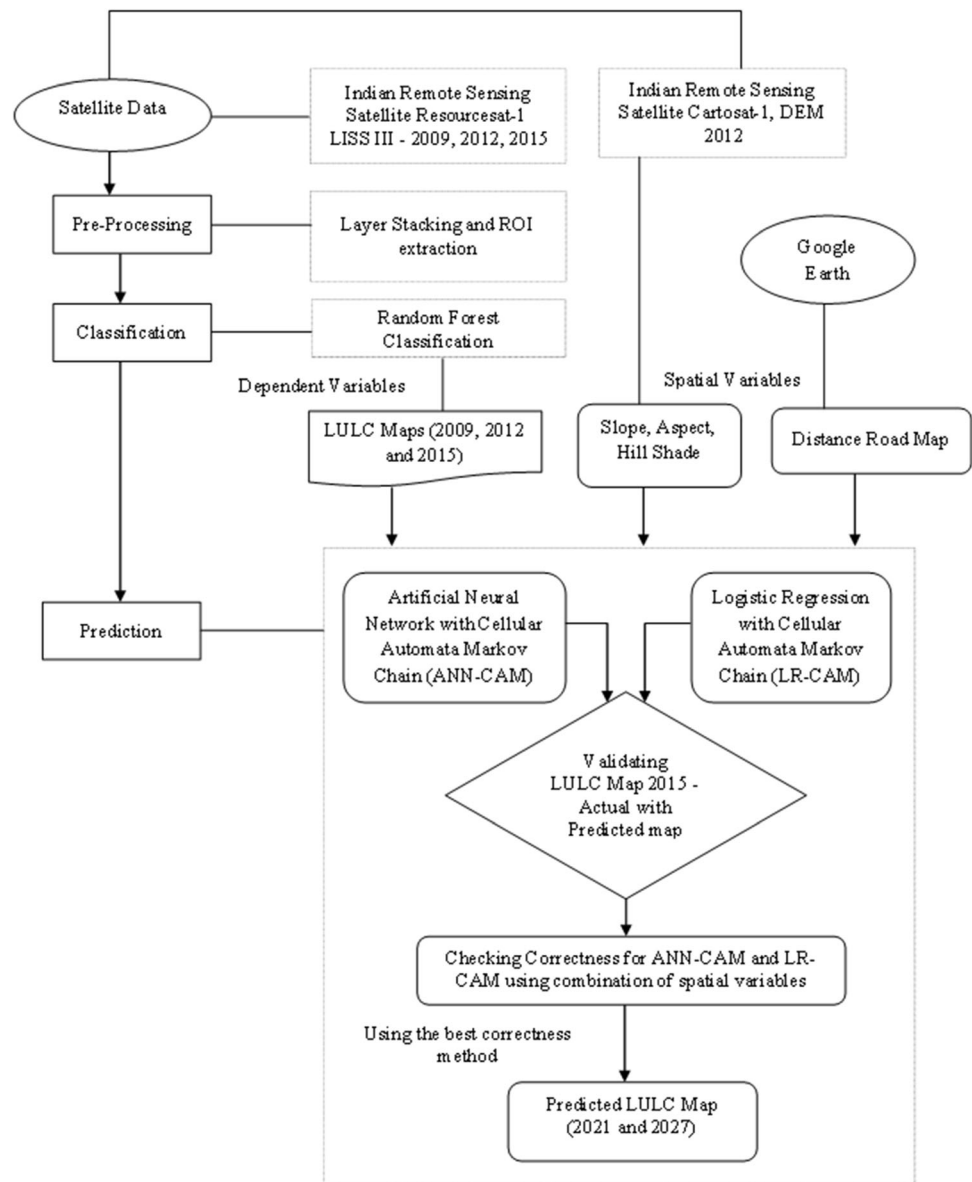 Satellite Data
Indian Remote Sensing
Satellite Resourcesat-1
LISS III - 2009, 2012, 2015
Indian Remote Sensing
Satellite Cartosat-1, DEM
2012
Pre-Processing
Layer Stacking and ROI
extraction
Google
Earth
Classification
Random Forest
Classification
Dependent Variables
Spatial Variables
LULC Maps (2009, 2012
and 2015)
Slope, Aspect,
Hill Shade
Distance Road Map
Prediction
Artificial Neural
Network with Cellular
Automata Markov
Chain (ANN-CAM)
Logistic Regression
with Cellular
Automata Markov
Chain (LR-CAM)
Validating
LULC Map 2015 -
Actual with
Predicted map
Checking Correctness for ANN-CAM and LR-
CAM using combination of spatial variables
Using the best correctness
method
Predicted LULC Map
(2021 and 2027)